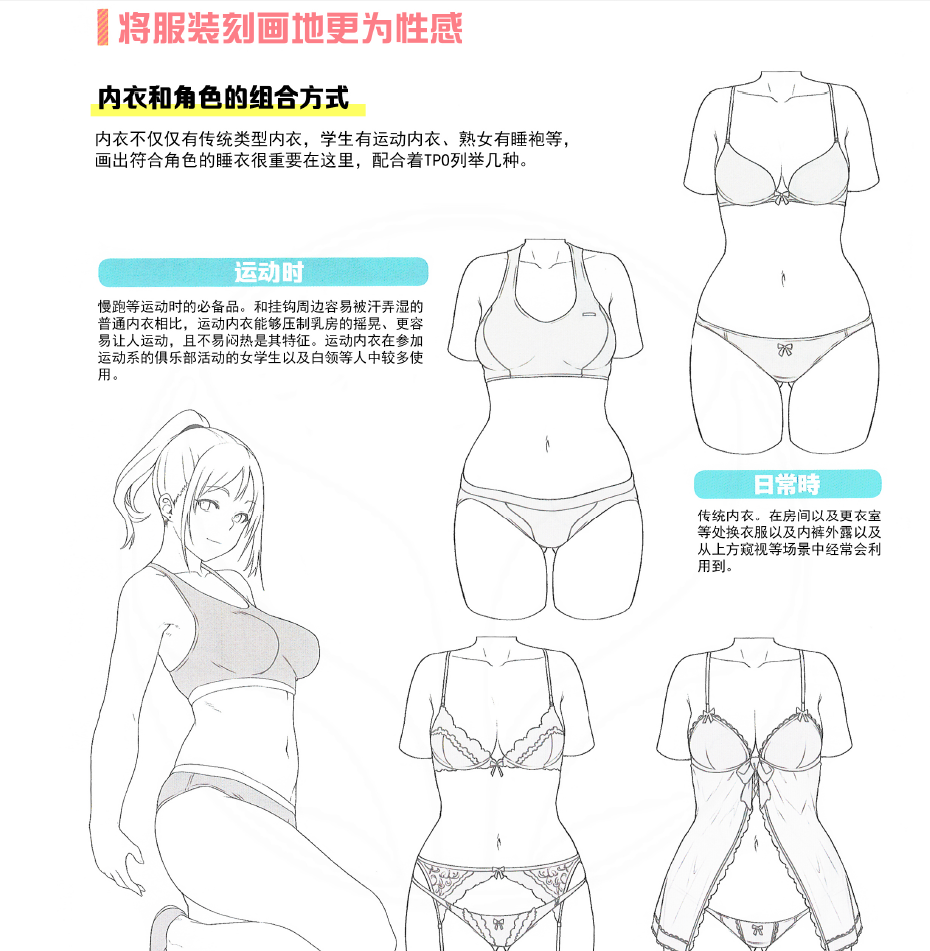 将服装刻画地更为性感
内衣和角色的组合方式
内衣不仅仅有传统类型内衣，学生有运动内衣、熟女有睡袍等，
画出符合角色的睡衣很重要在这里，配合着TPO列举几种。
运动时
慢跑等运动时的必备品。和挂钩周边容易被汗弄湿的
普通内衣相比，运动内衣能够压制乳房的摇晃、更容
易让人运动，且不易闷热是其特征。运动内衣在参加
运动系的俱乐部活动的女学生以及白领等人中较多使
用。
日常時
传统内衣。在房间以及更衣室
等处换衣服以及内裤外露以及
从上方窥视等场景中经常会利
用到。